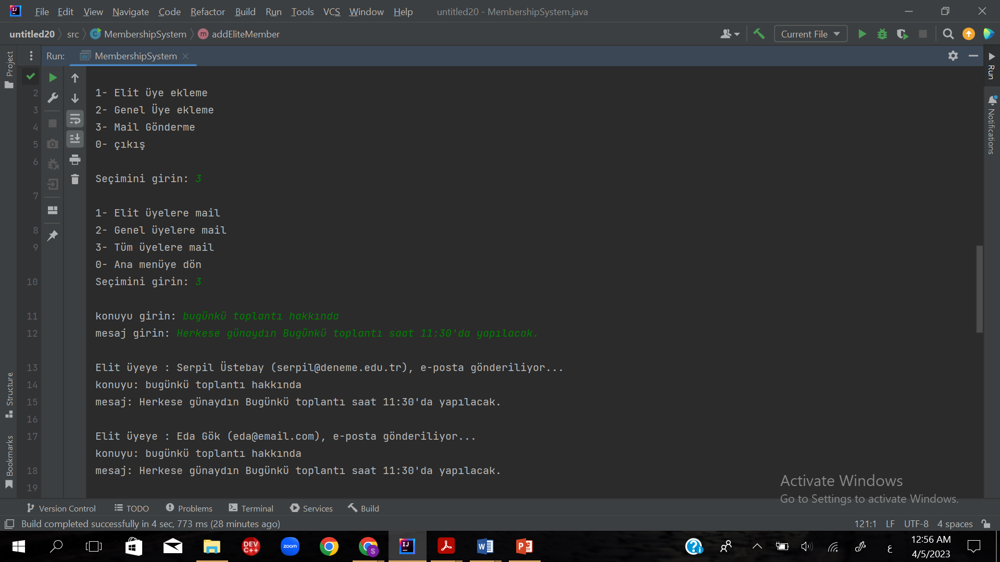 File Edit View Navigate Code Refactor Build Run Tools VCS Window Help untitled20 - MembershipSystem.java
untitled20 src MembershipSystem addEliteMember Current File
Run: MembershipSystem
Project
Run
Notifications
2 1- Elit üye ekleme
3 2- Genel Üye ekleme
4 3- Mail Gönderme
5 0- çıkış
6
Seçimini girin: 3
7
1- Elit üyelere mail
8 2- Genel üyelere mail
9 3- Tüm üyelere mail
0- Ana menüye dön
10 Seçimini girin: 3
11 konuyu girin: bugünkü toplantı hakkında
12 mesaj girin: Herkese günaydın Bugünkü toplantı saat 11:30'da yapılacak.
13 Elit üyeye : Serpil Üstebay (serpil@deneme.edu.tr), e-posta gönderiliyor...
14 konuyu: bugünkü toplantı hakkında
15 mesaj: Herkese günaydın Bugünkü toplantı saat 11:30'da yapılacak.
16
17 Elit üyeye : Eda Gök (eda@email.com), e-posta gönderiliyor...
konuyu: bugünkü toplantı hakkında
18 mesaj: Herkese günaydın Bugünkü toplantı saat 11:30'da yapılacak.
19
Structure
Bookmarks
Activate Windows
Go to Settings to activate Windows.
Version Control TODO Problems Terminal Services Build
Build completed successfully in 4 sec, 773 ms (28 minutes ago) 121:1 LF UTF-8 4 spaces
DEV C++ zoom S IJ W P ع 12:56 AM
4/5/2023